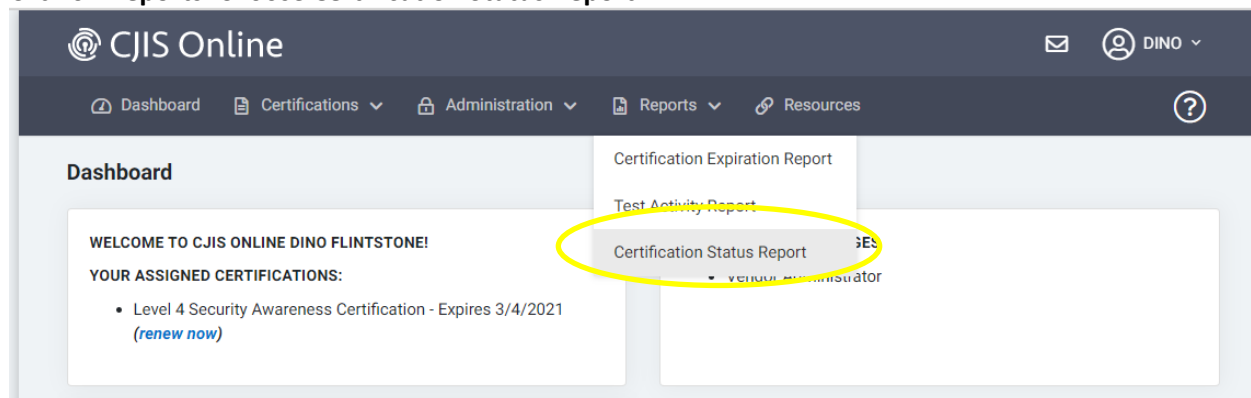 CJIS Online
DINO
Dashboard Certifications Administration Reports Resources
?
Dashboard
Certification Expiration Report
Test Activity Report
Certification Status Report
WELCOME TO CJIS ONLINE DINO FLINTSTONE!
YOUR ASSIGNED CERTIFICATIONS:
• Level 4 Security Awareness Certification - Expires 3/4/2021
(renew now)
GES
• Vendor Administrator